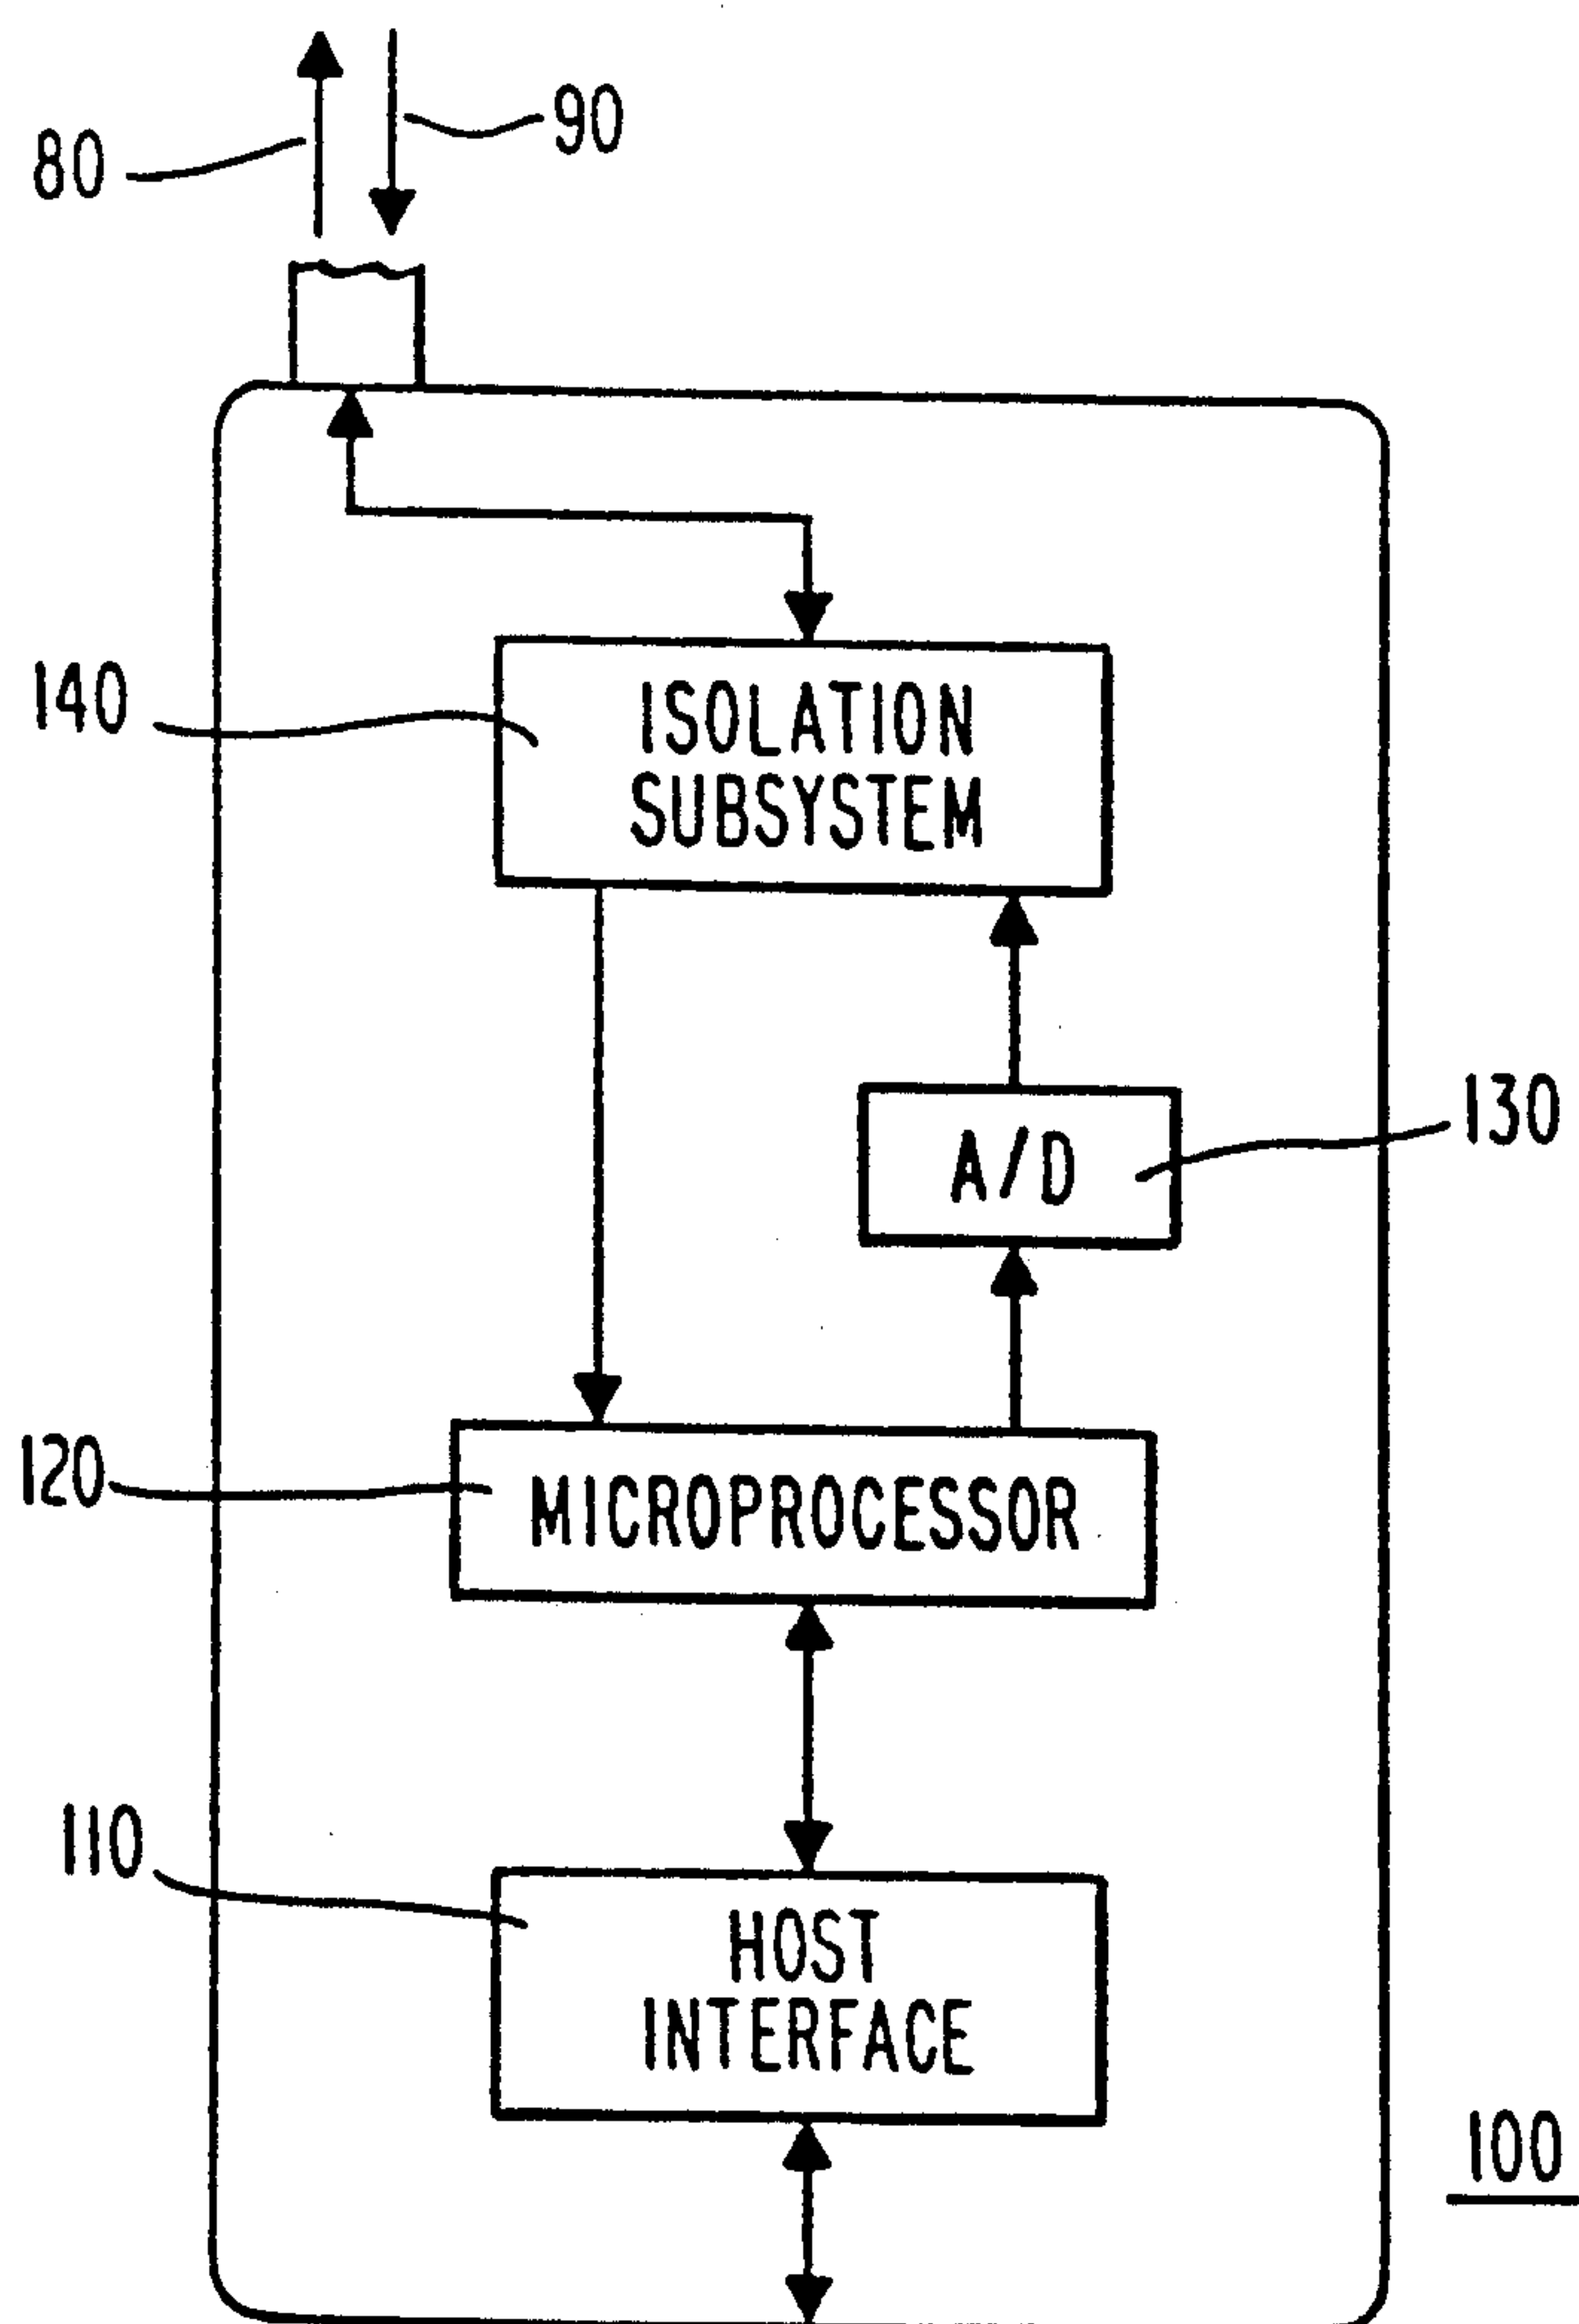 90
80
140
ISOLATION
SUBSYSTEM
130
A/D
120
MICROPROCESSOR
110
HOST
INTERFACE
100